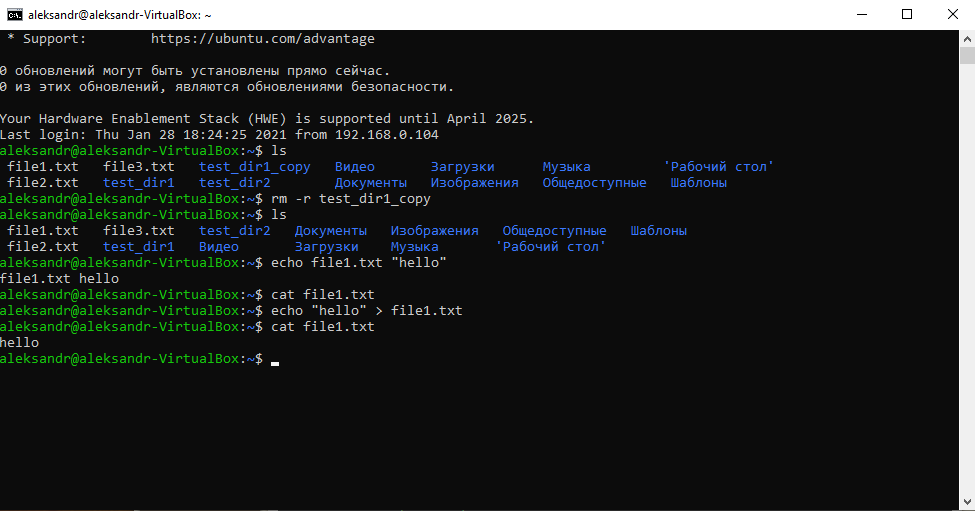 aleksandr@aleksandr-VirtualBox: ~
* Support:        https://ubuntu.com/advantage
0 обновлений могут быть установлены прямо сейчас.
0 из этих обновлений, являются обновлениями безопасности.
Your Hardware Enablement Stack (HWE) is supported until April 2025.
Last login: Thu Jan 28 18:24:25 2021 from 192.168.0.104
aleksandr@aleksandr-VirtualBox:~$ ls
file1.txt   file3.txt   test_dir1_copy   Видео       Загрузки      Музыка         'Рабочий стол'
file2.txt   test_dir1   test_dir2        Документы   Изображения   Общедоступные   Шаблоны
aleksandr@aleksandr-VirtualBox:~$ rm -r test_dir1_copy
aleksandr@aleksandr-VirtualBox:~$ ls
file1.txt   file3.txt   test_dir2   Документы   Изображения   Общедоступные   Шаблоны
file2.txt   test_dir1   Видео       Загрузки    Музыка       'Рабочий стол'
aleksandr@aleksandr-VirtualBox:~$ echo file1.txt "hello"
file1.txt hello
aleksandr@aleksandr-VirtualBox:~$ cat file1.txt
aleksandr@aleksandr-VirtualBox:~$ echo "hello" > file1.txt
aleksandr@aleksandr-VirtualBox:~$ cat file1.txt
hello
aleksandr@aleksandr-VirtualBox:~$